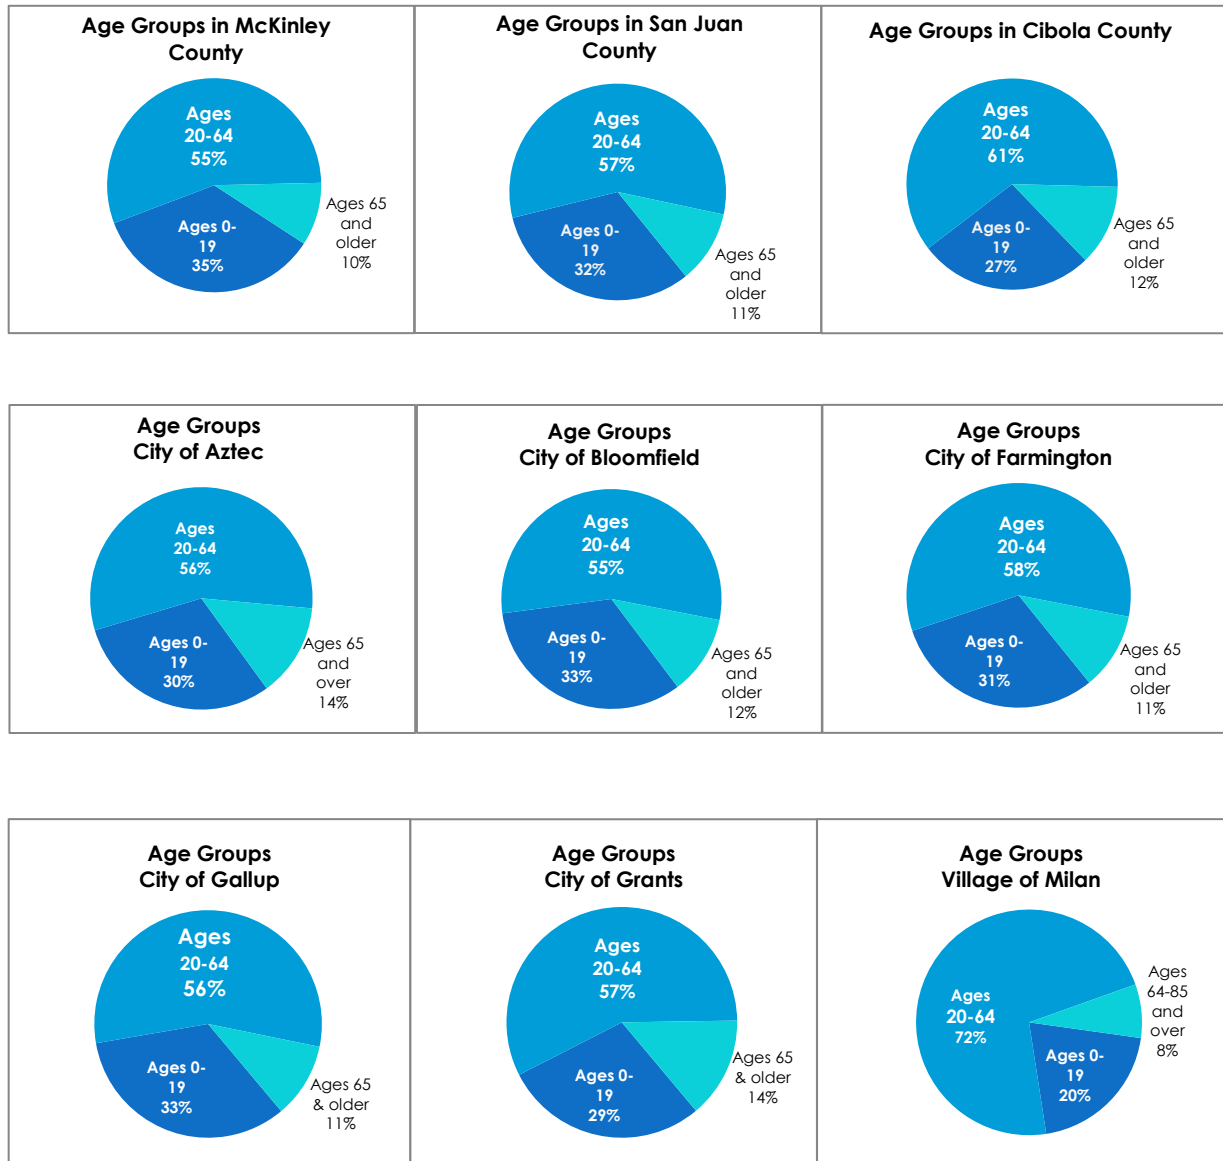 Age Groups in McKinley
County
Ages
20-64
55%
Ages 65
and
older
10%
Ages 0-
19
35%
Age Groups in San Juan
County
Ages
20-64
57%
Ages 65
and
older
11%
Ages 0-
19
32%
Age Groups in Cibola County
Ages
20-64
61%
Ages 65
and
older
12%
Ages 0-
19
27%
Age Groups
City of Aztec
Ages
20-64
56%
Ages 65
and
over
14%
Ages 0-
19
30%
Age Groups
City of Bloomfield
Ages
20-64
55%
Ages 65
and
older
12%
Ages 0-
19
33%
Age Groups
City of Farmington
Ages
20-64
58%
Ages 65
and
older
11%
Ages 0-
19
31%
Age Groups
City of Gallup
Ages
20-64
56%
Ages 65
& older
11%
Ages 0-
19
33%
Age Groups
City of Grants
Ages
20-64
57%
Ages 65
& older
14%
Ages 0-
19
29%
Age Groups
Village of Milan
Ages
20-64
72%
Ages
64-85
and
over
8%
Ages 0-
19
20%